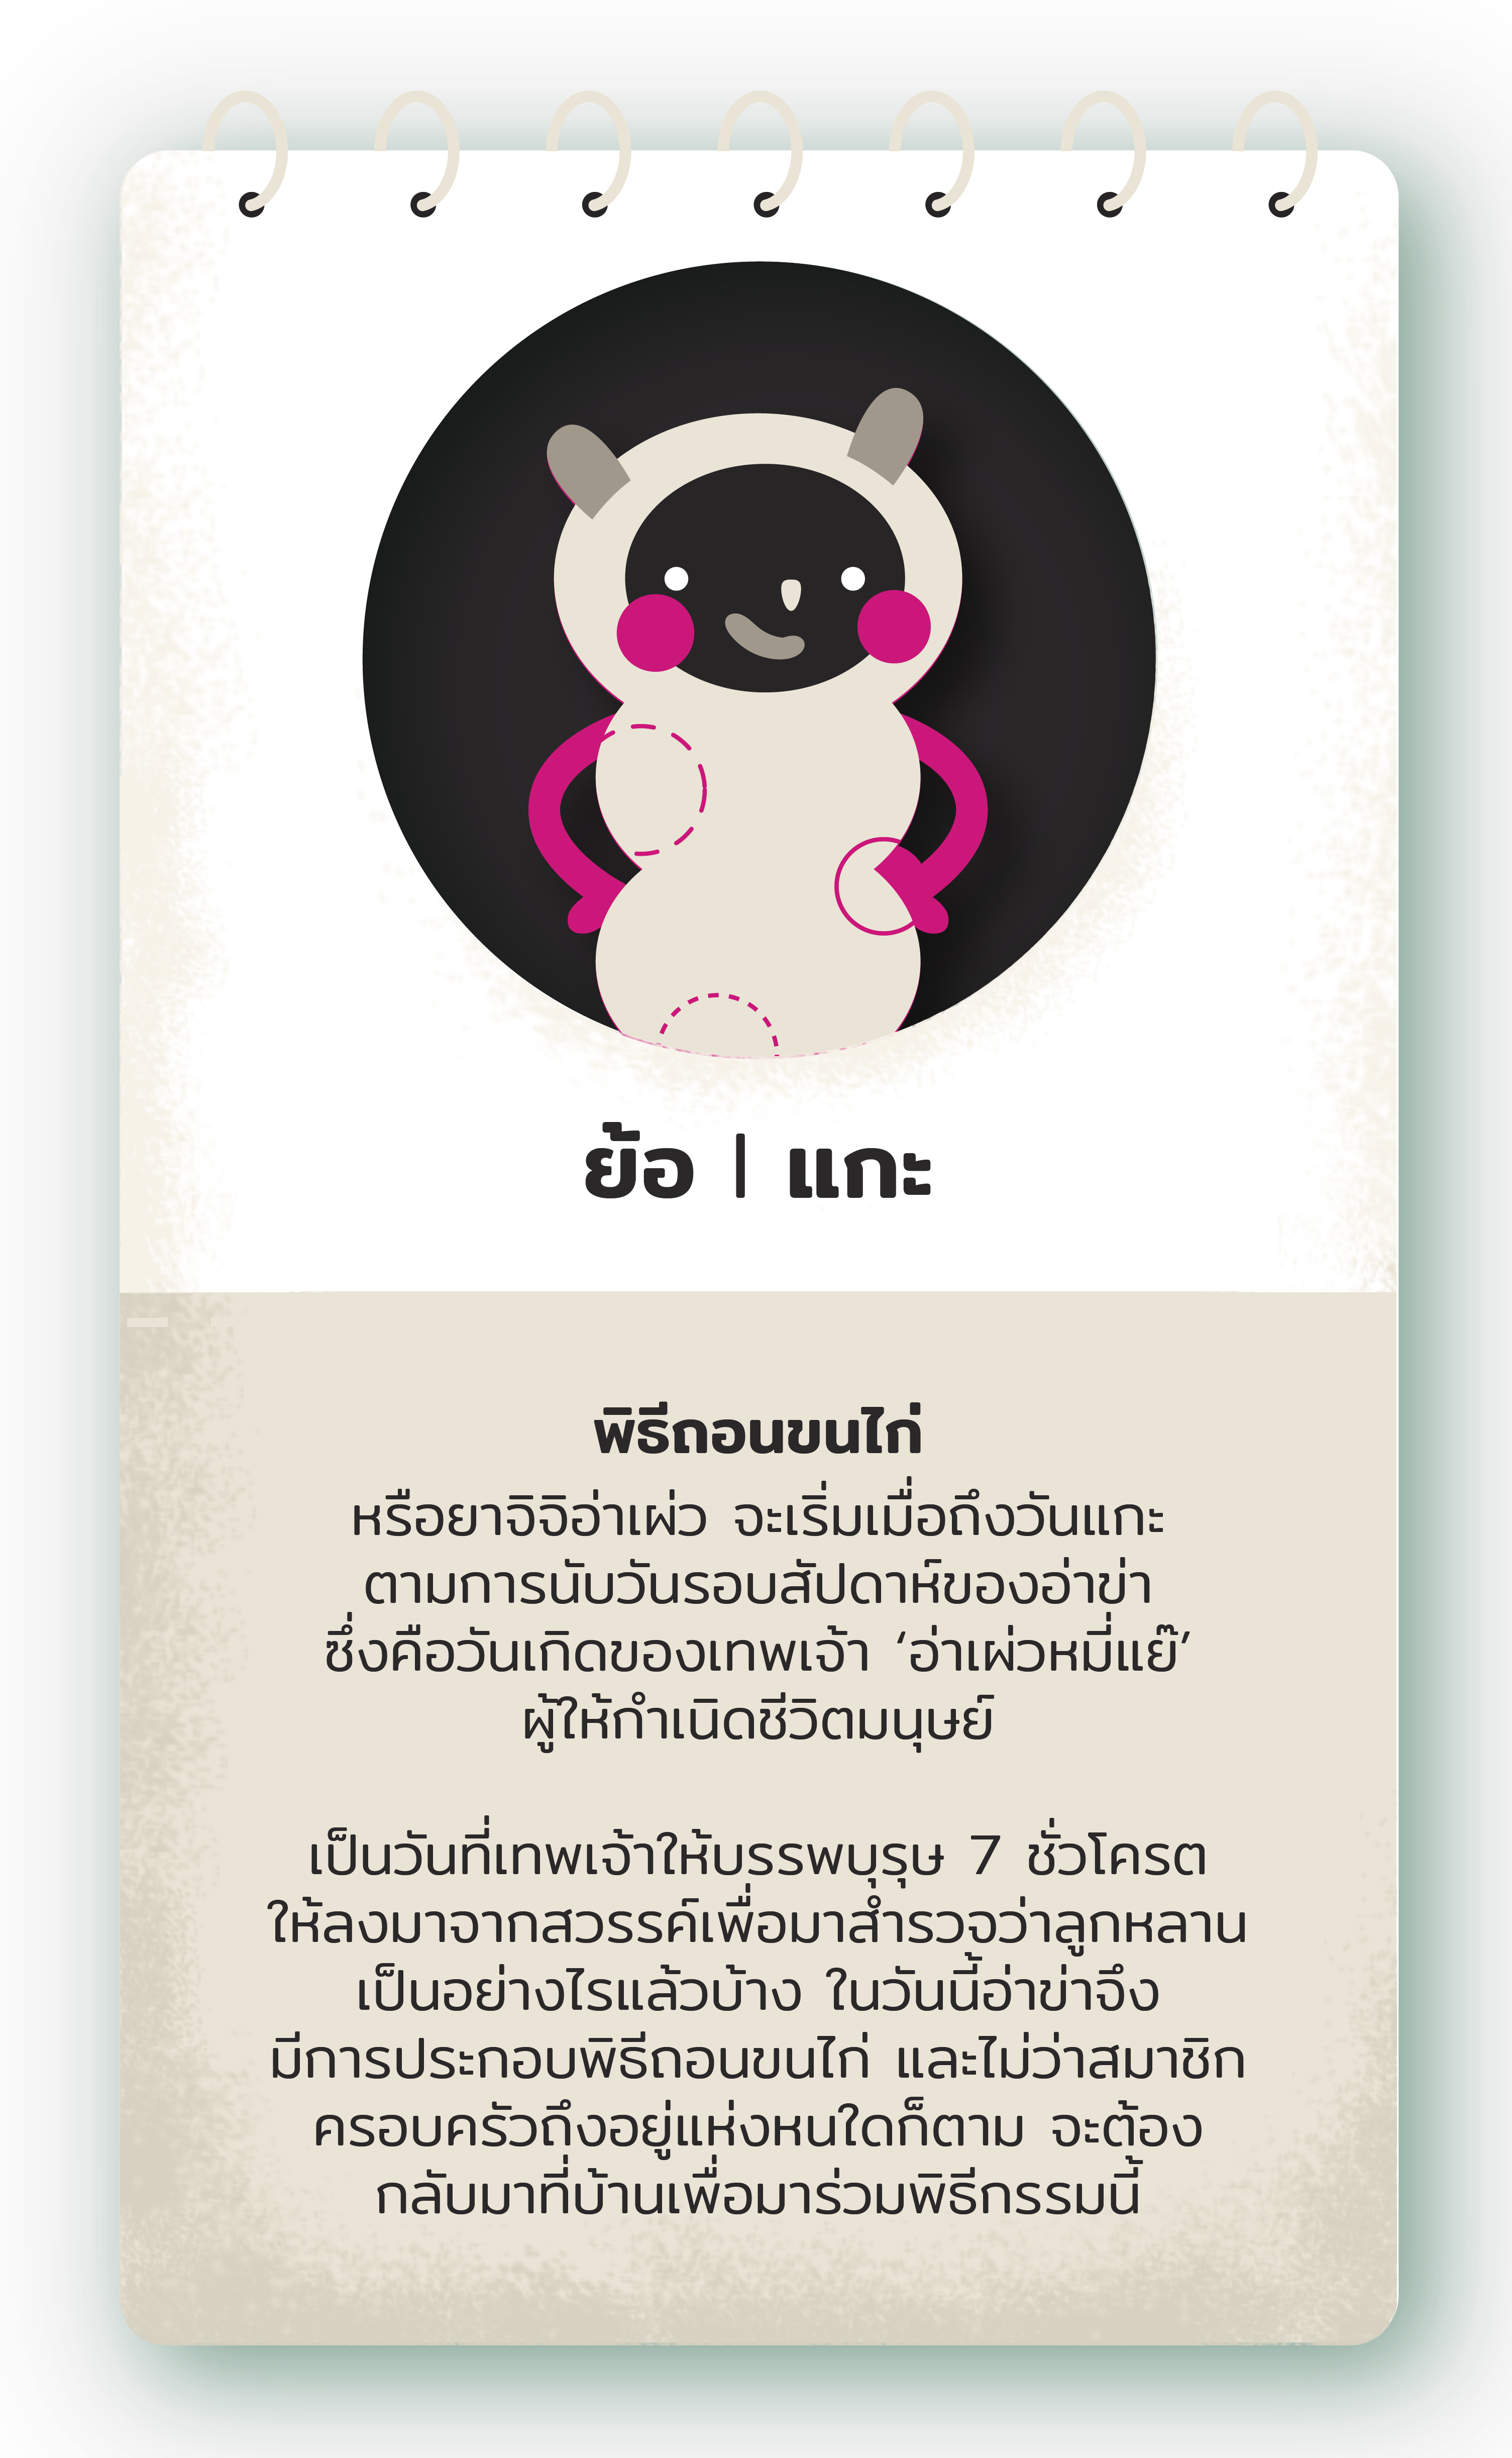 ย้อ | แกะ
พิธีถอนขนไก่
หรือยาจิจิอ่าเผ่ว จะเริ่มเมื่อถึงวันแกะ
ตามการนับวันรอบสัปดาห์ของอ่าข่า
ซึ่งคือวันเกิดของเทพเจ้า ‘อ่าเผ่วหมี่แย๊’
ผู้ให้กำเนิดชีวิตมนุษย์
เป็นวันที่เทพเจ้าให้บรรพบุรุษ 7 ชั่วโครต
ให้ลงมาจากสวรรค์เพื่อมาสำรวจว่าลูกหลาน
เป็นอย่างไรแล้วบ้าง ในวันนี้อ่าข่าจึง
มีการประกอบพิธีถอนขนไก่ และไม่ว่าสมาชิก
ครอบครัวถึงอยู่แห่งหนใดก็ตาม จะต้อง
กลับมาที่บ้านเพื่อมาร่วมพิธีกรรมนี้